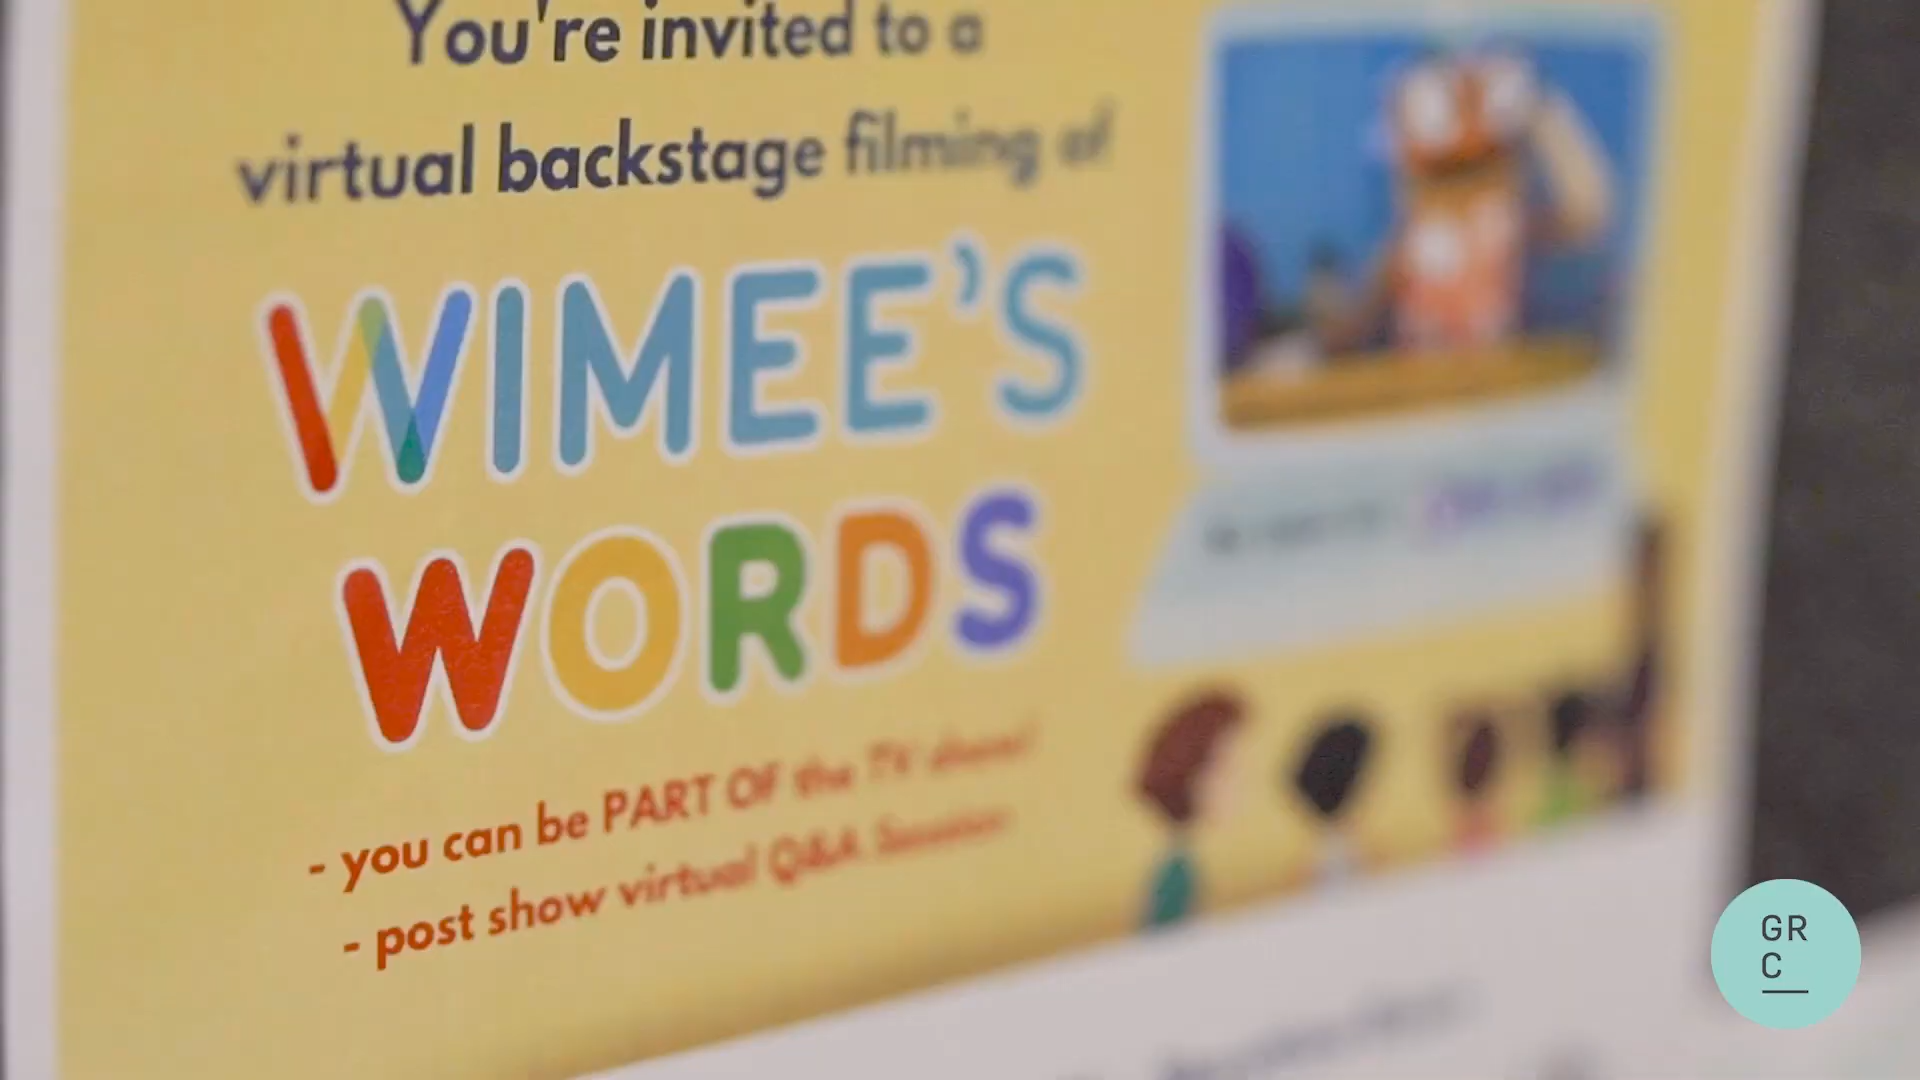 You're invited to a
virtual backstage filming of
WIMEE'S
WORDS
- you can be PART OF the TV show!
- post show virtual Q&A Session
GR
C